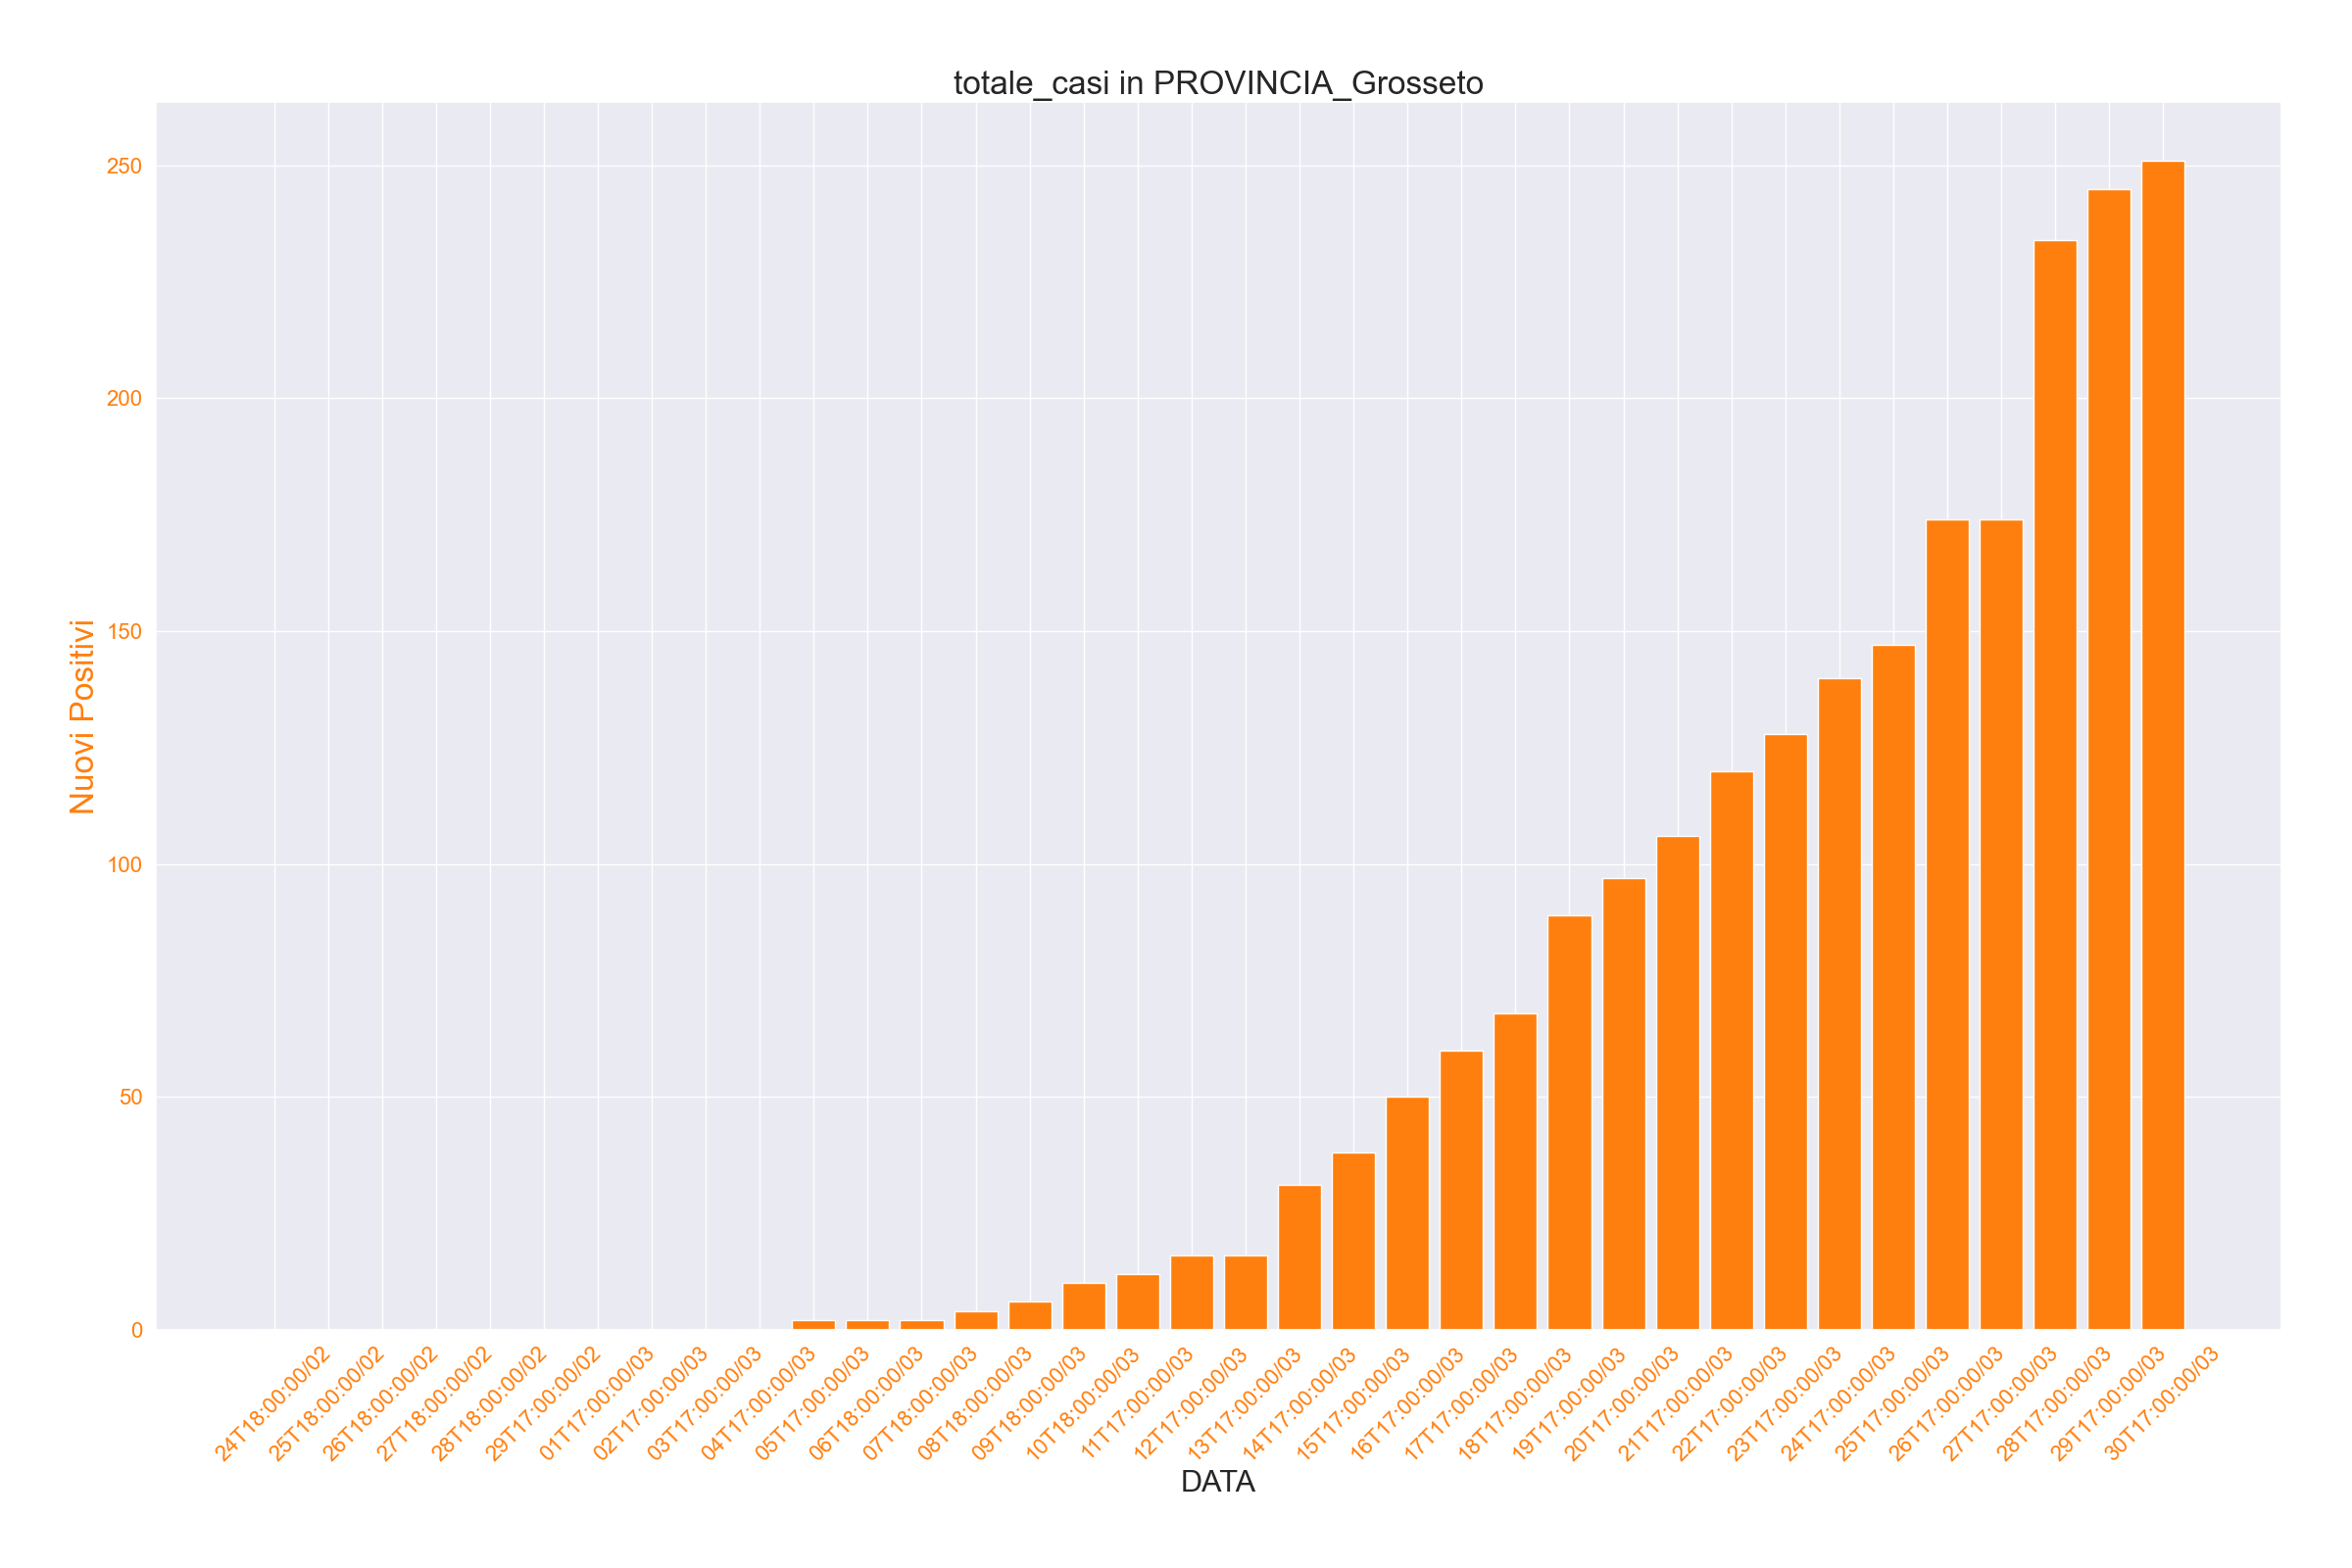 totale_casi in PROVINCIA_Grosseto
Nuovi Positivi
250
200
150
100
50
0
24T18:00:00/02
25T18:00:00/02
26T18:00:00/02
27T18:00:00/02
28T18:00:00/02
29T17:00:00/02
01T17:00:00/03
02T17:00:00/03
03T17:00:00/03
04T17:00:00/03
05T17:00:00/03
06T18:00:00/03
07T18:00:00/03
08T18:00:00/03
09T18:00:00/03
10T18:00:00/03
11T17:00:00/03
12T17:00:00/03
13T17:00:00/03
14T17:00:00/03
15T17:00:00/03
16T17:00:00/03
17T17:00:00/03
18T17:00:00/03
19T17:00:00/03
20T17:00:00/03
21T17:00:00/03
22T17:00:00/03
23T17:00:00/03
24T17:00:00/03
25T17:00:00/03
26T17:00:00/03
27T17:00:00/03
28T17:00:00/03
29T17:00:00/03
30T17:00:00/03
DATA